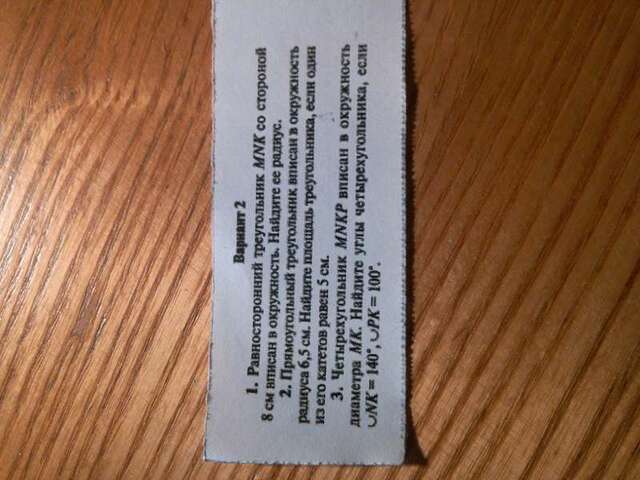 Вариант 2
1. Равносторонний треугольник MNK со стороной
8 см вписан в окружность. Найдите ее радиус.
2. Прямоугольный треугольник вписан в окружность
радиуса 6,5 см. Найдите площадь треугольника, если один
из его катетов равен 5 см.
3. Четырехугольник MNKP вписан в окружность
диаметра MK. Найдите углы четырехугольника, если
◡NK = 140°, ◡PK = 100°.